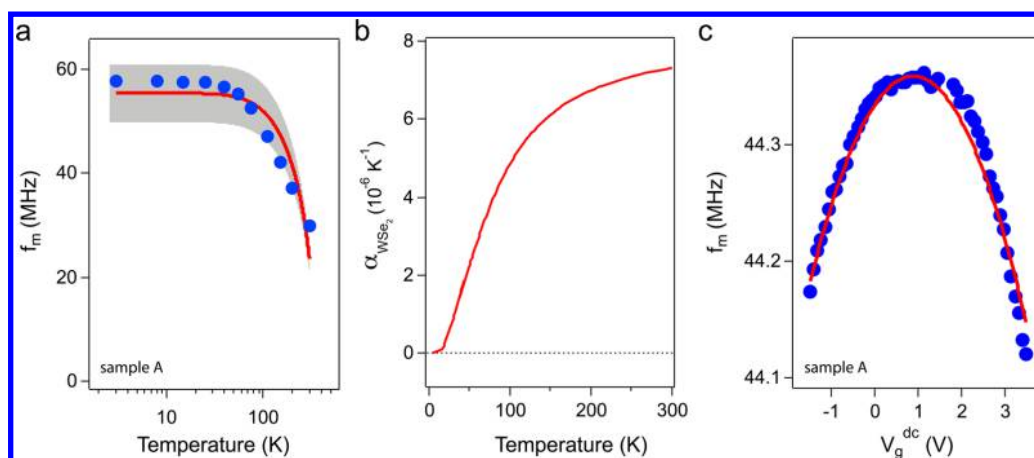 a
f_m (MHz)
60
40
20
0
sample A
10
100
Temperature (K)
b
α_WSe₂ (10⁻⁶ K⁻¹)
8
6
4
2
0
0
100
200
300
Temperature (K)
c
f_m (MHz)
44.3
44.2
44.1
sample A
-1
0
1
2
3
V_g^dc (V)